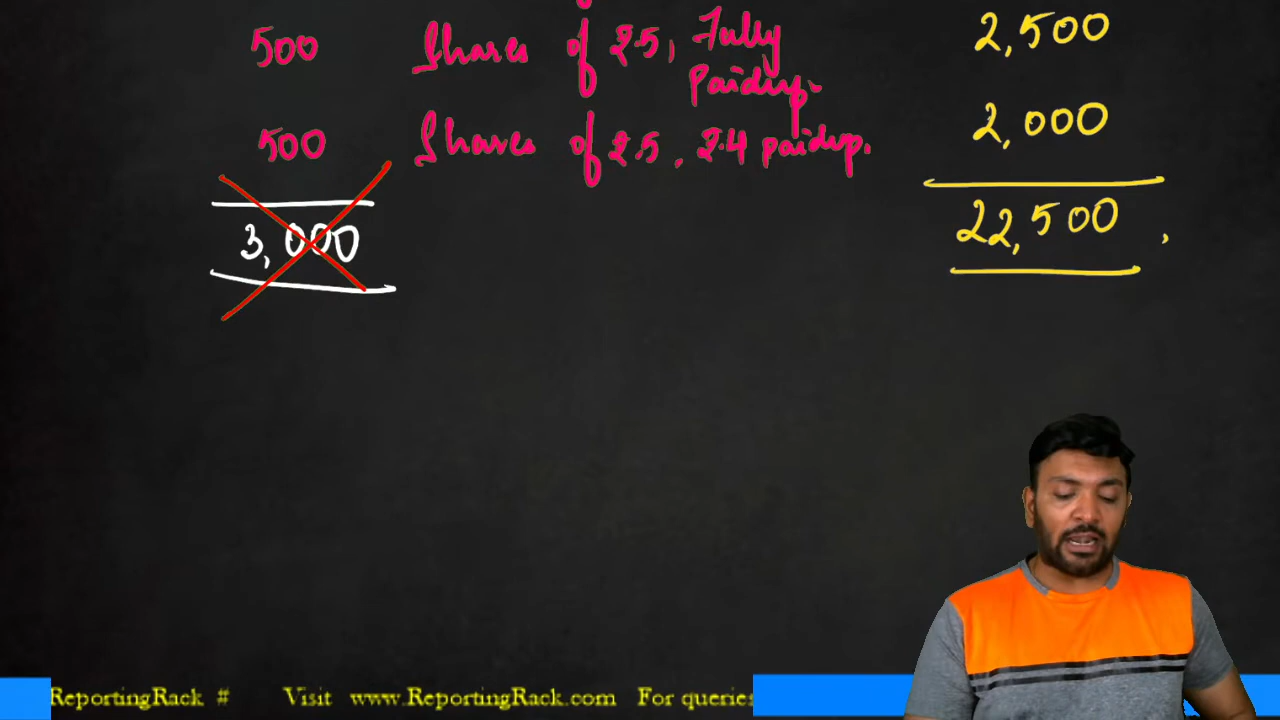 500 Shares of ₹5, Fully Paidup. 2,500
500 Shares of ₹5, ₹4 paidup. 2,000
3,000 22,500
ReportingRack # Visit www.ReportingRack.com For queries